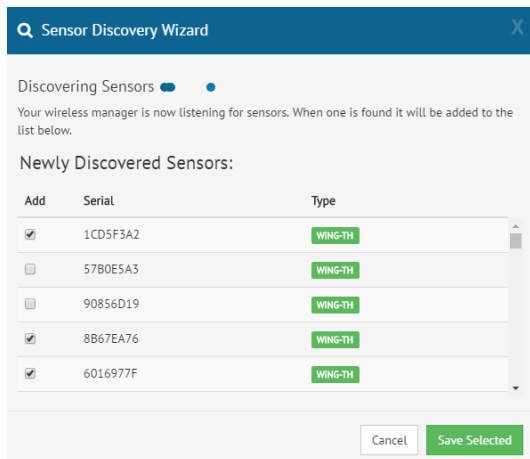 Sensor Discovery Wizard
X
Discovering Sensors
Your wireless manager is now listening for sensors. When one is found it will be added to the
list below.
Newly Discovered Sensors:
Add Serial Type
1CD5F3A2 WING-TH
57B0E5A3 WING-TH
90856D19 WING-TH
8B67EA76 WING-TH
6016977F WING-TH
Cancel Save Selected